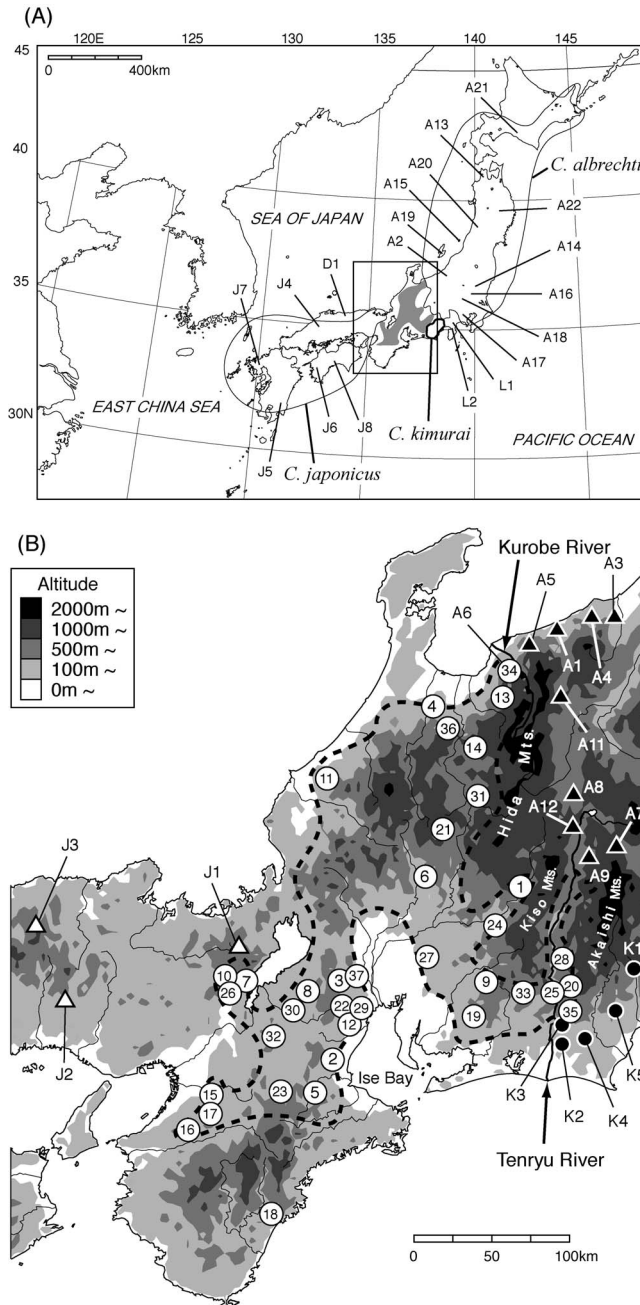 (A)
120E
125
130
135
140
145
45
0
400km
A21
A13
40
A20
C. albrechti
A15
SEA OF JAPAN
A22
A19
A2
A14
D1
35
J7
J4
A16
A18
A17
L1
L2
30N
EAST CHINA SEA
J6
J8
C. kimurai
PACIFIC OCEAN
J5
C. japonicus
(B)
Kurobe River
Altitude
2000m ~
1000m ~
500m ~
100m ~
0m ~
A5
A3
A6
A1
A4
34
13
4
36
A11
14
Hida Mts.
11
31
A8
21
A12
A7
J3
6
1
A9
J1
Kiso Mts.
Akaishi Mts.
24
27
28
K1
10
7
3
37
9
26
8
33
25
20
30
22
29
19
35
12
32
J2
2
K5
Ise Bay
K3
K2
K4
15
23
5
17
16
Tenryu River
18
0
50
100km